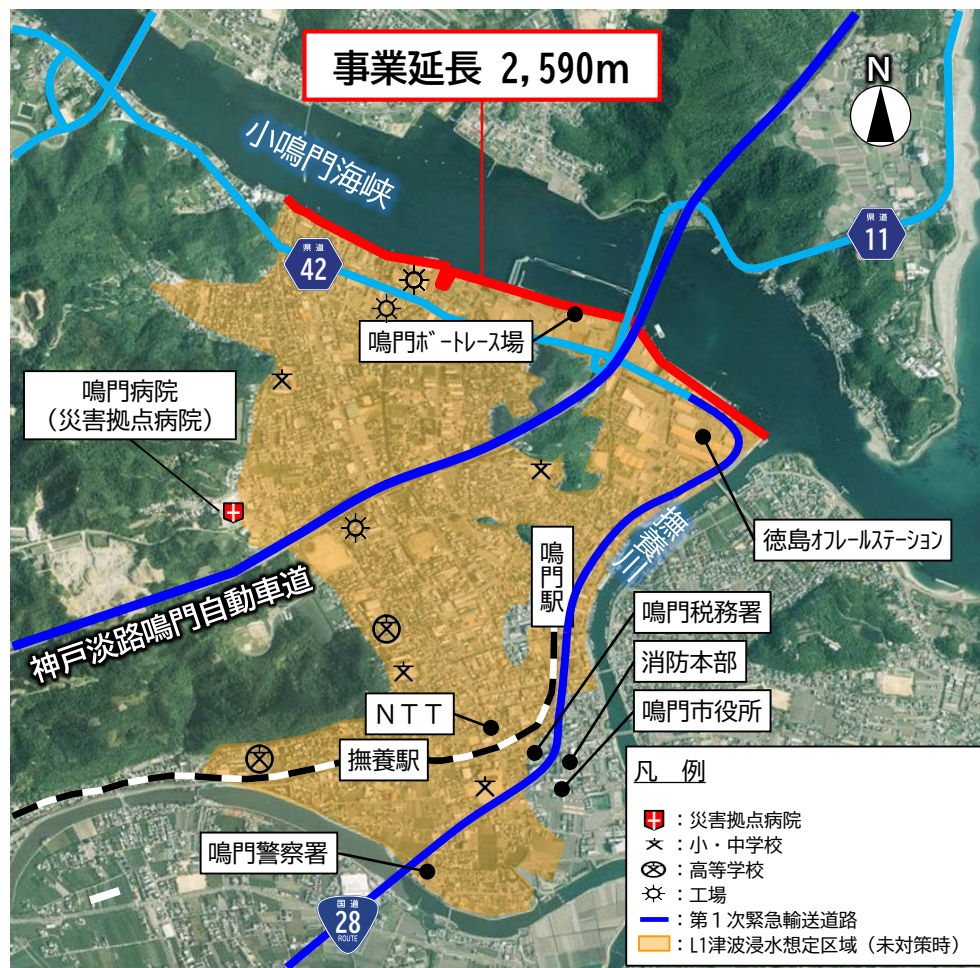 事業延長 2,590m
N
小鳴門海峡
県道
11
県道
42
鳴門ボートレース場
鳴門病院
（災害拠点病院）
撫養川
徳島オフレールステーション
鳴門駅
神戸淡路鳴門自動車道
鳴門税務署
消防本部
NTT
鳴門市役所
撫養駅
鳴門警察署
国道
28
ROUTE
凡 例
：災害拠点病院
：小・中学校
：高等学校
：工場
：第１次緊急輸送道路
：L1津波浸水想定区域（未対策時）